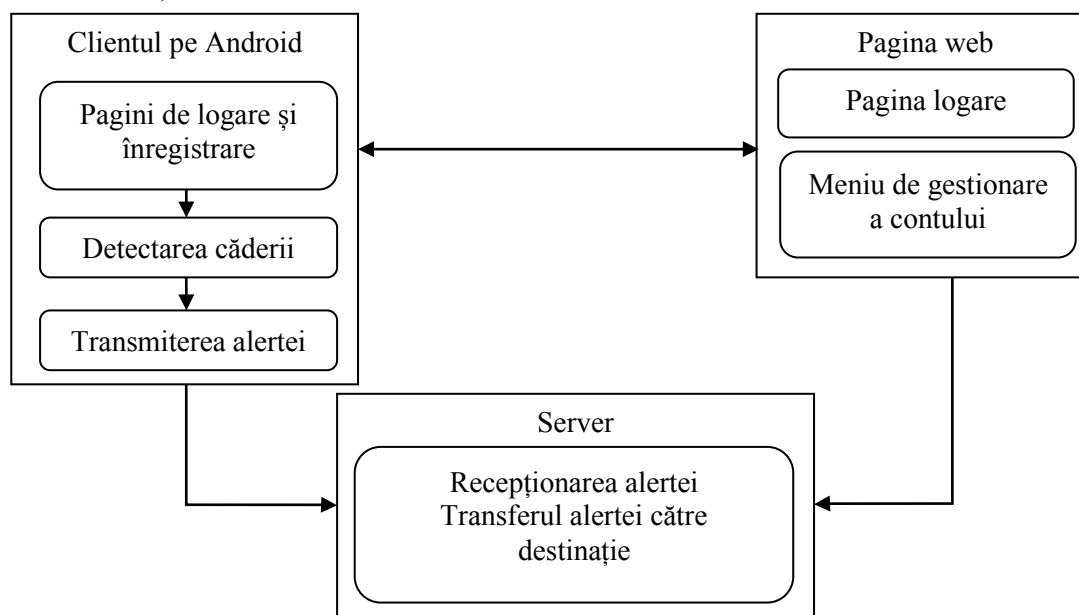 Clientul pe Android
Pagini de logare și
înregistrare
Detectarea căderii
Transmiterea alertei
Pagina web
Pagina logare
Meniu de gestionare
a contului
Server
Recepționarea alertei
Transferul alertei către
destinație